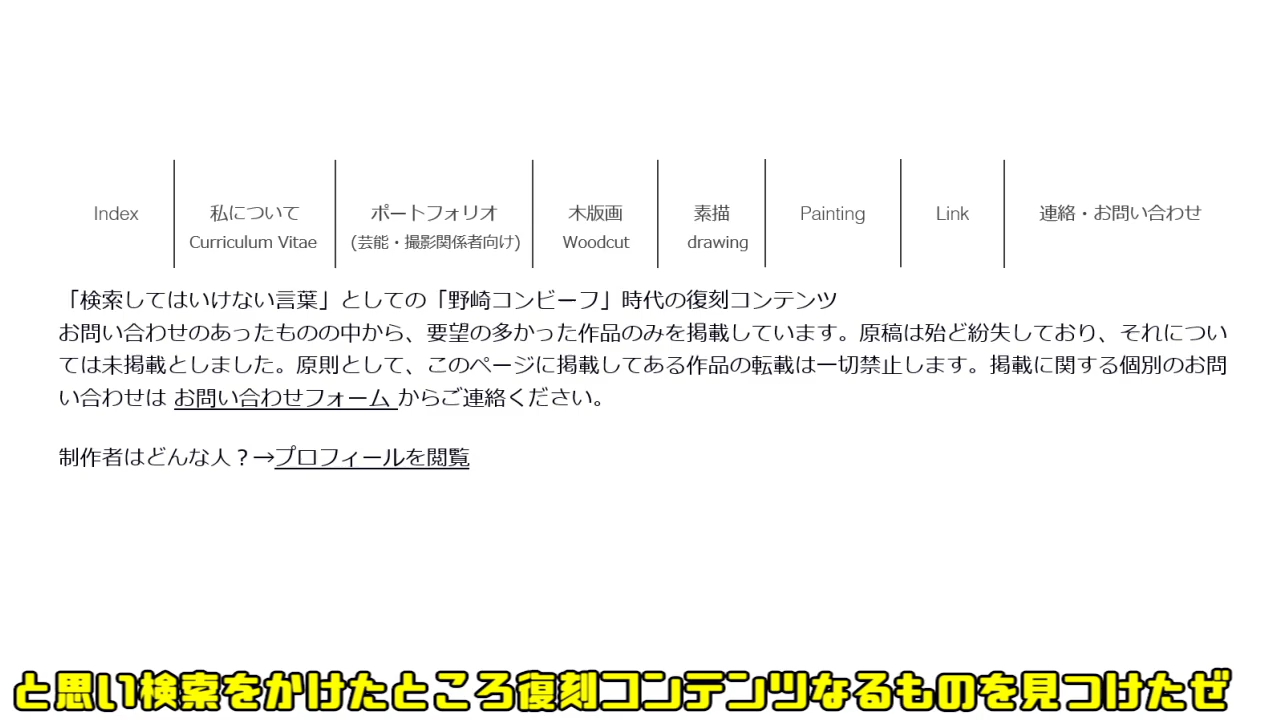 Index
私について
Curriculum Vitae
ポートフォリオ
(芸能・撮影関係者向け)
木版画
Woodcut
素描
drawing
Painting
Link
連絡・お問い合わせ
「検索してはいけない言葉」としての「野崎コンビーフ」時代の復刻コンテンツ
お問い合わせのあったものの中から、要望の多かった作品のみを掲載しています。原稿は殆ど紛失しており、それについ
ては未掲載としました。原則として、このページに掲載してある作品の転載は一切禁止します。掲載に関する個別のお問
い合わせは お問い合わせフォーム からご連絡ください。
制作者はどんな人？→プロフィールを閲覧
と思い検索をかけたところ復刻コンテンツなるものを見つけたぜ